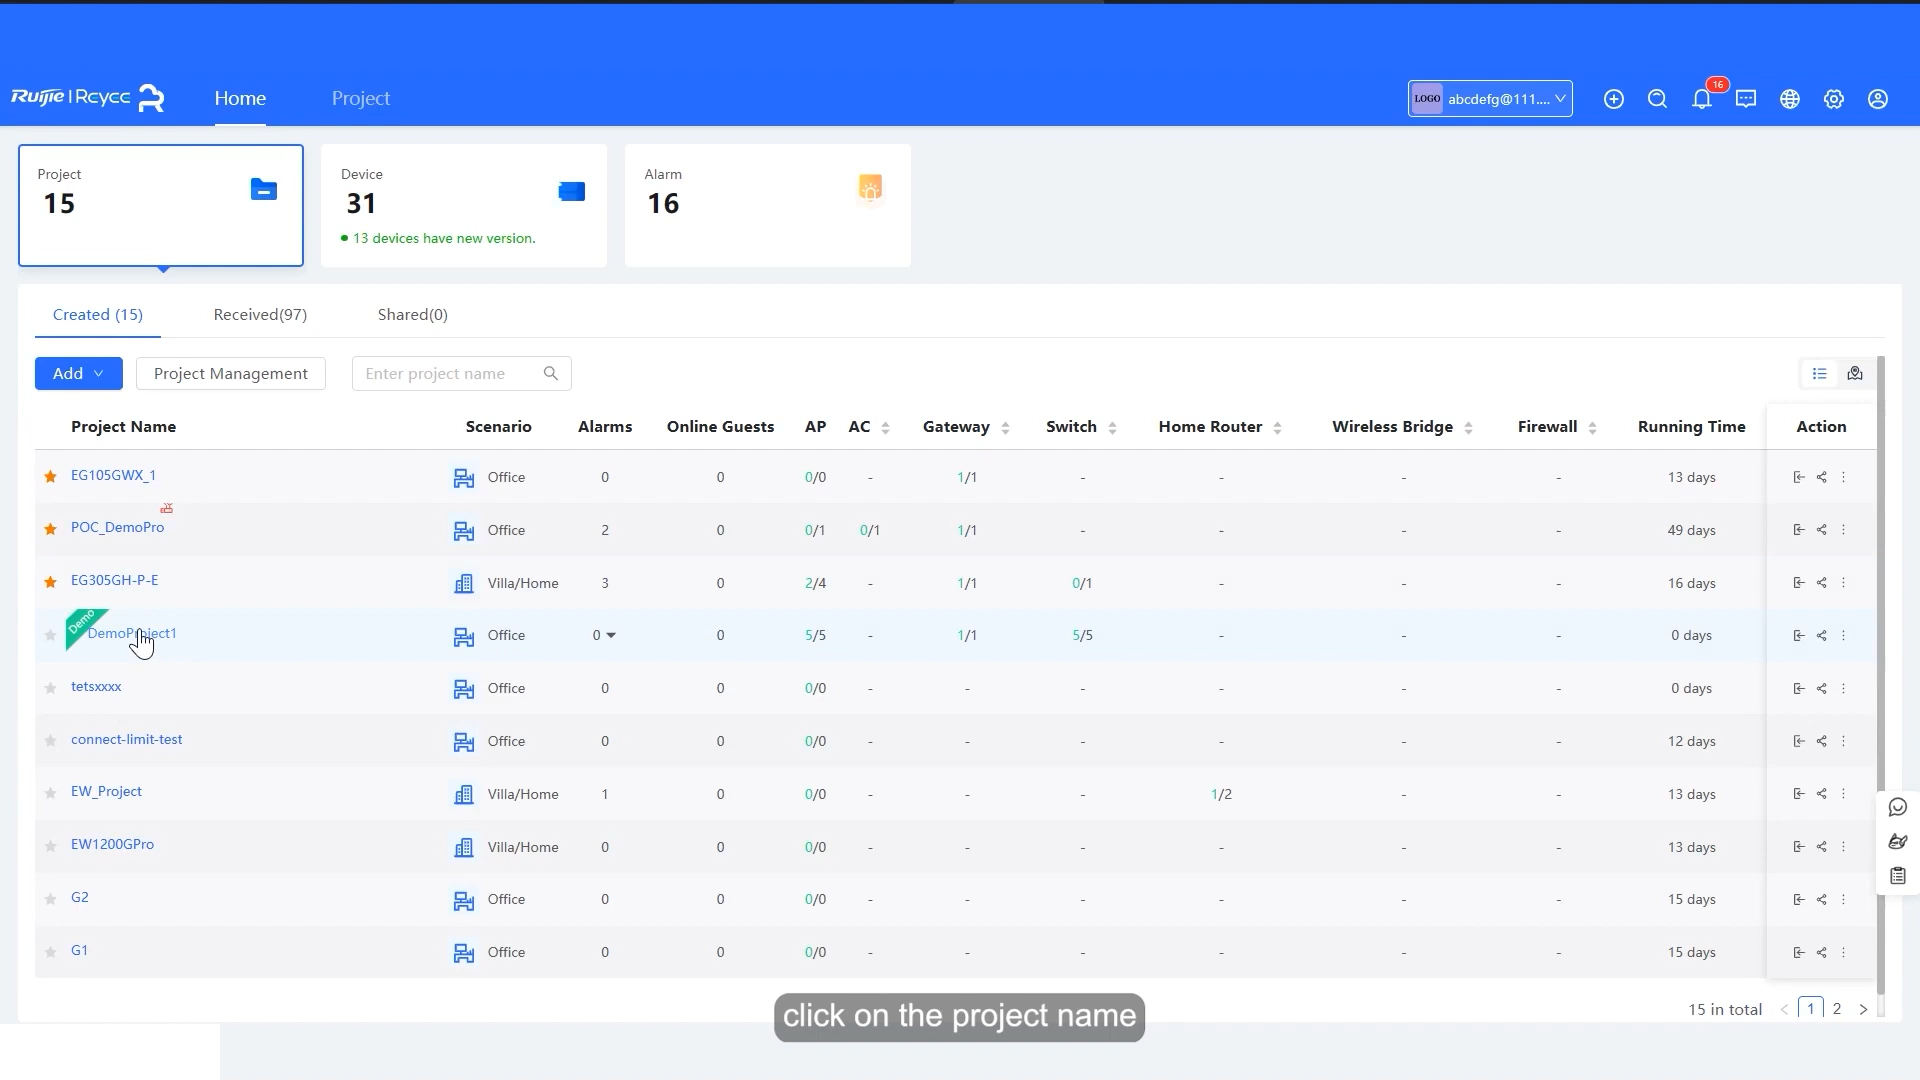 Ruijie | Rcycc
Home
Project
LOGO abcdefg@111....
16
Project
15
Device
31
13 devices have new version.
Alarm
16
Created (15)
Received(97)
Shared(0)
Add
Project Management
Enter project name
Project Name Scenario Alarms Online Guests AP AC Gateway Switch Home Router Wireless Bridge Firewall Running Time Action
EG105GWX_1 Office 0 0 0/0 - 1/1 - - - - 13 days
POC_DemoPro Office 2 0 0/1 0/1 1/1 - - - - 49 days
EG305GH-P-E Villa/Home 3 0 2/4 - 1/1 0/1 - - - 16 days
Demo
DemoProject1 Office 0 0 5/5 - 1/1 5/5 - - - 0 days
tetsxxxx Office 0 0 0/0 - - - - - - 0 days
connect-limit-test Office 0 0 0/0 - - - - - - 12 days
EW_Project Villa/Home 1 0 0/0 - - - 1/2 - - 13 days
EW1200GPro Villa/Home 0 0 0/0 - - - - - - 13 days
G2 Office 0 0 0/0 - - - - - - 15 days
G1 Office 0 0 0/0 - - - - - - 15 days
15 in total < 1 2 >
click on the project name